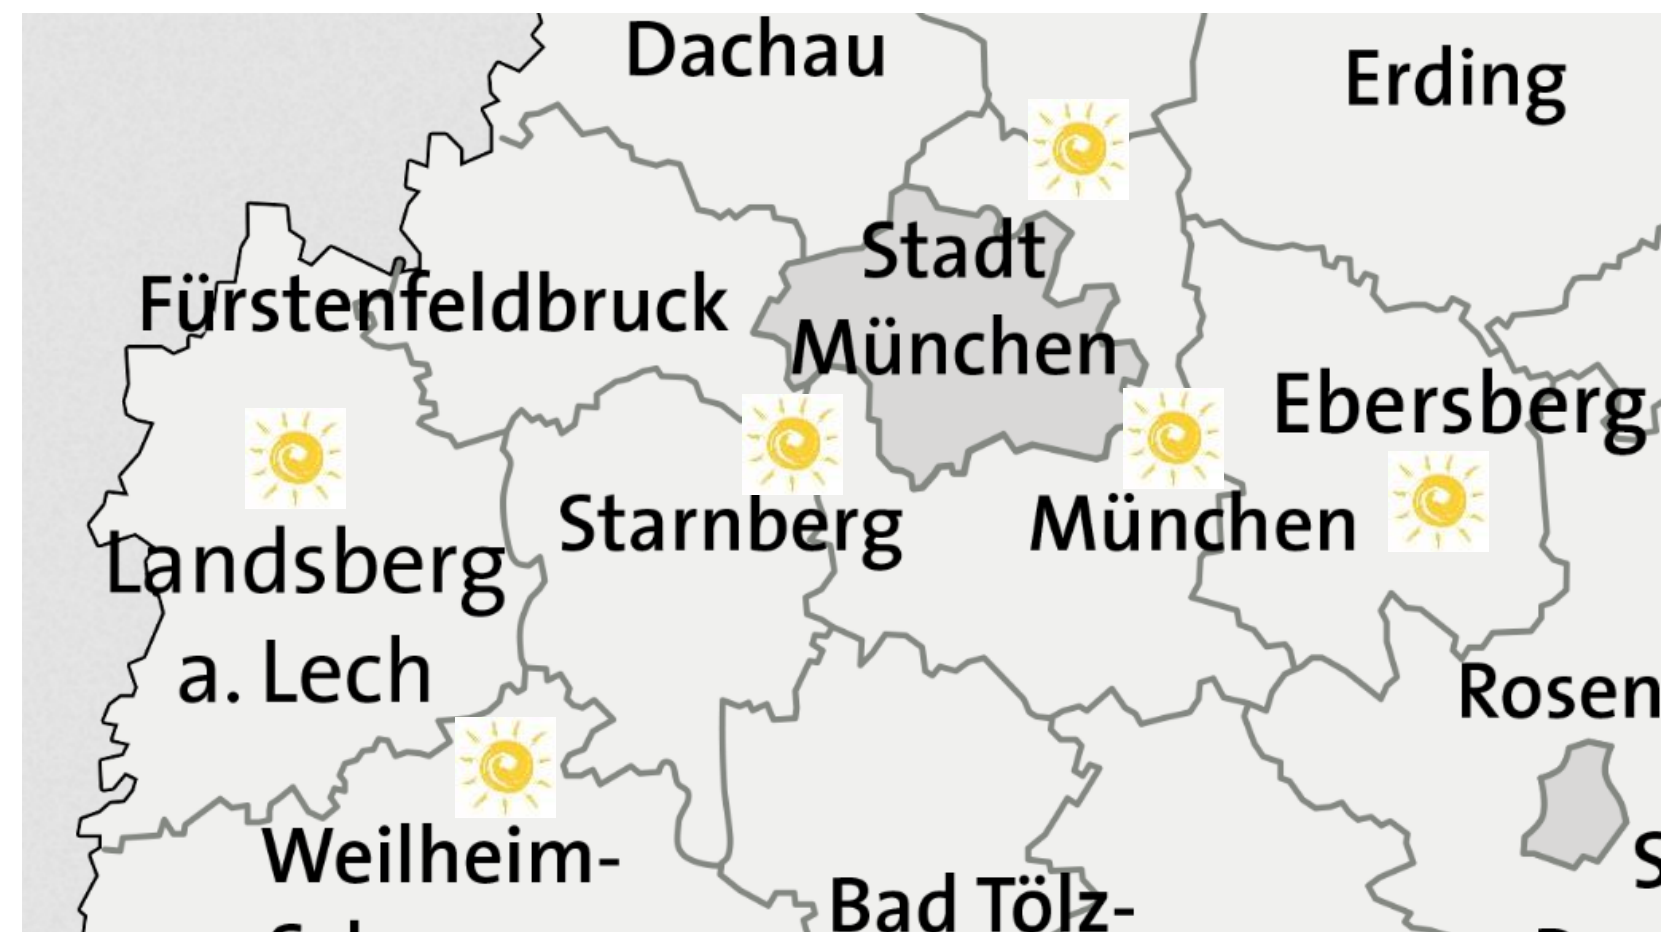 Dachau
Erding
Stadt
München
Fürstenfeldbruck
Ebersberg
Starnberg
München
Landsberg
a. Lech
Rosen
Weilheim-
Bad Tölz-
S